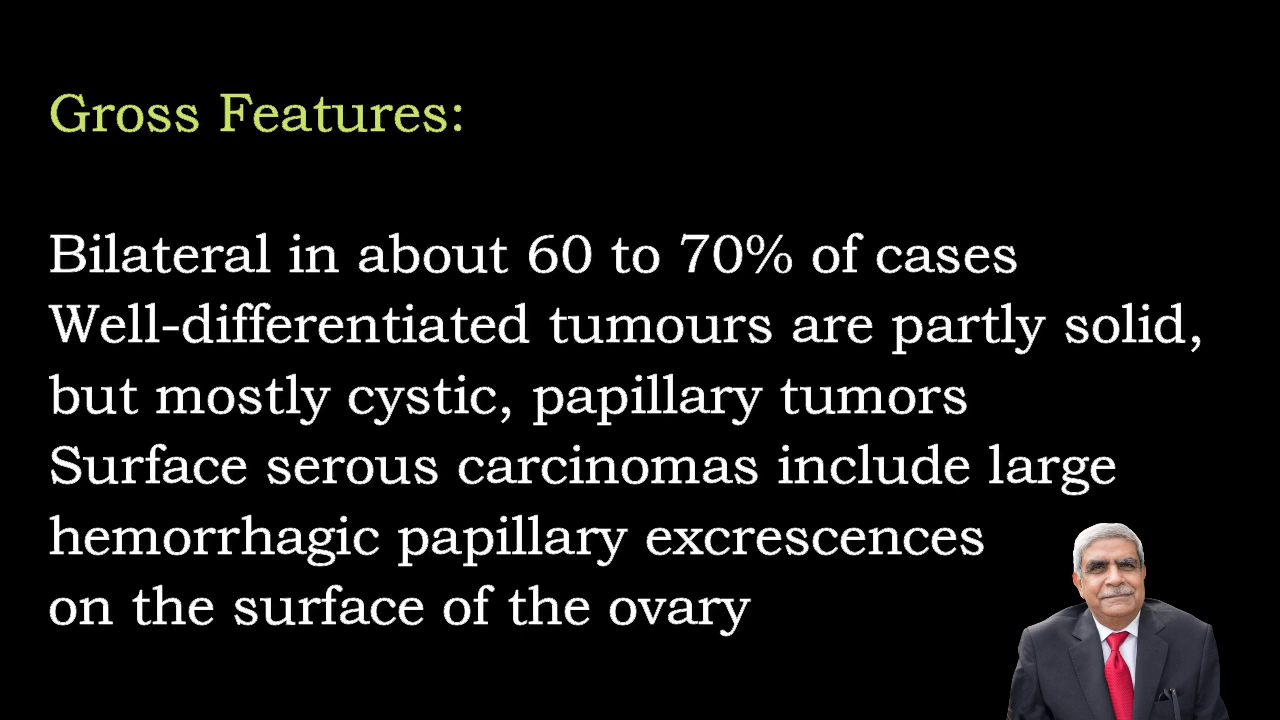 Gross Features:
Bilateral in about 60 to 70% of cases
Well-differentiated tumours are partly solid,
but mostly cystic, papillary tumors
Surface serous carcinomas include large
hemorrhagic papillary excrescences
on the surface of the ovary